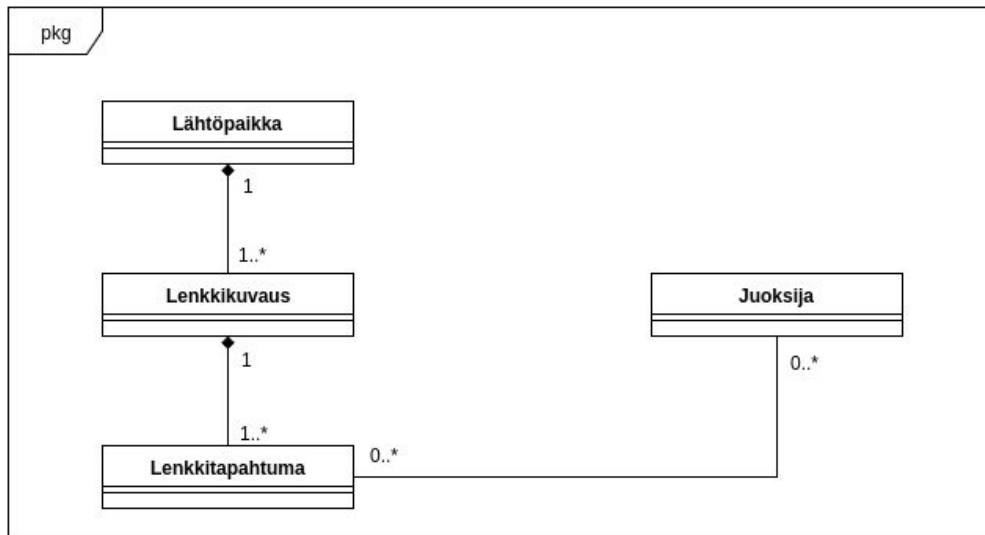 pkg
Lähtöpaikka
1
1..*
Lenkkikuvaus
Juoksija
1
0..*
1..*
Lenkkitapahtuma
0..*